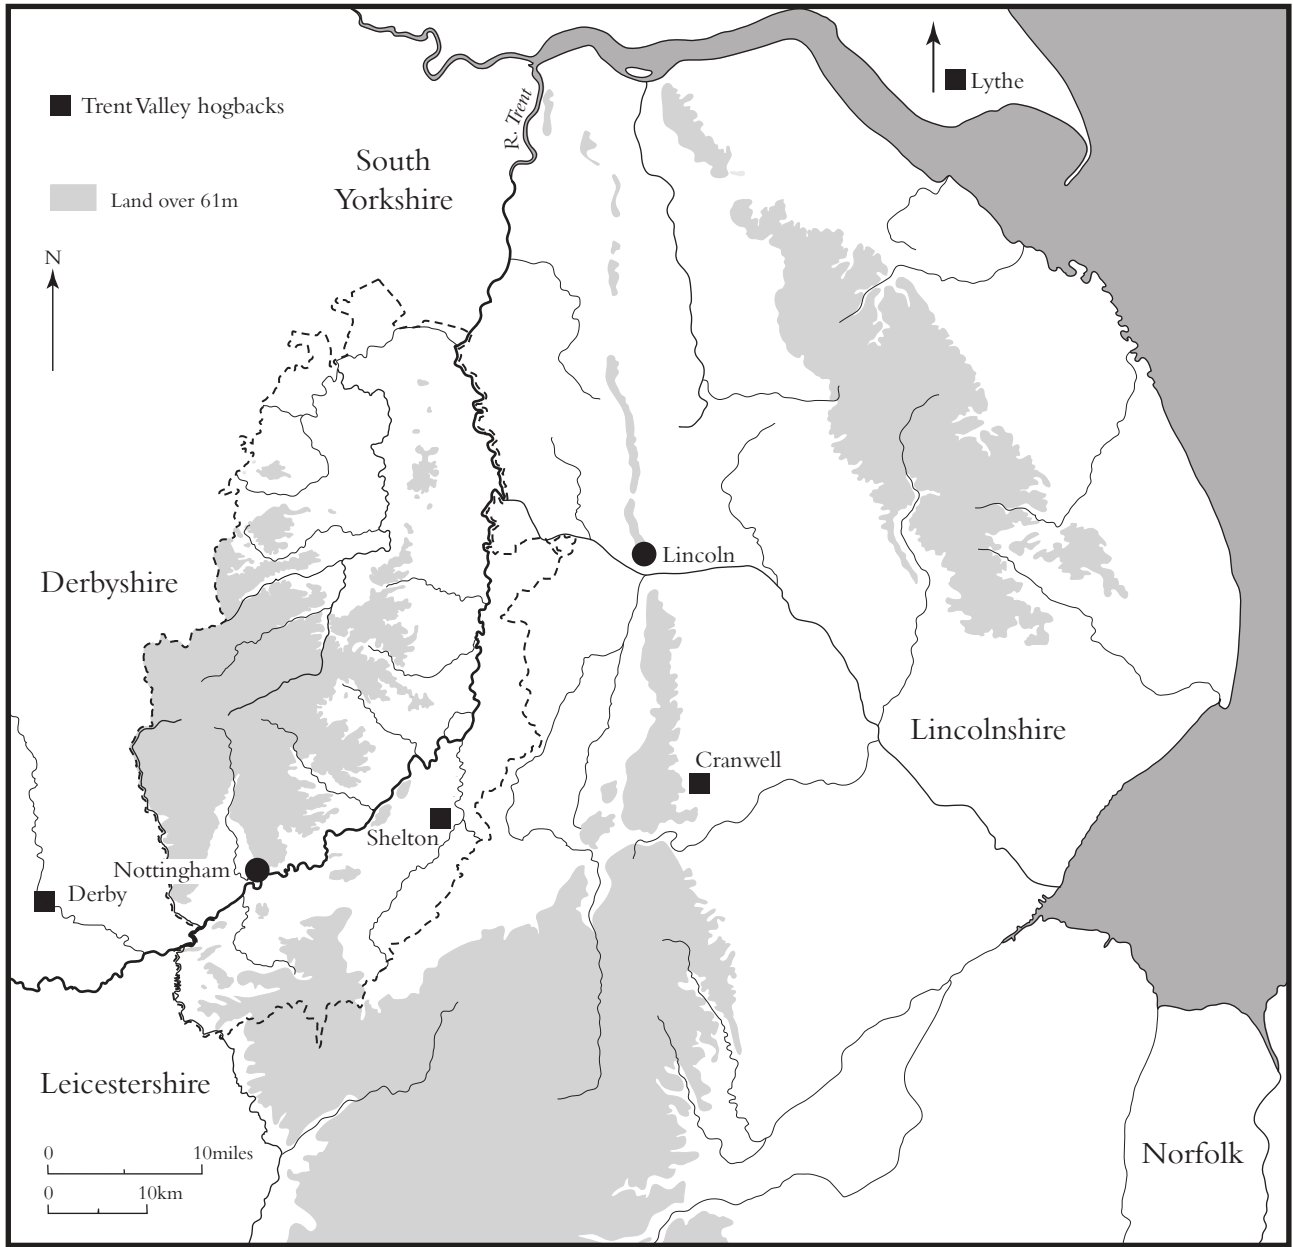 Lythe
Trent Valley hogbacks
R. Trent
South
Yorkshire
Land over 61m
N
Lincoln
Derbyshire
Lincolnshire
Cranwell
Shelton
Nottingham
Derby
Leicestershire
0 10miles
0 10km
Norfolk